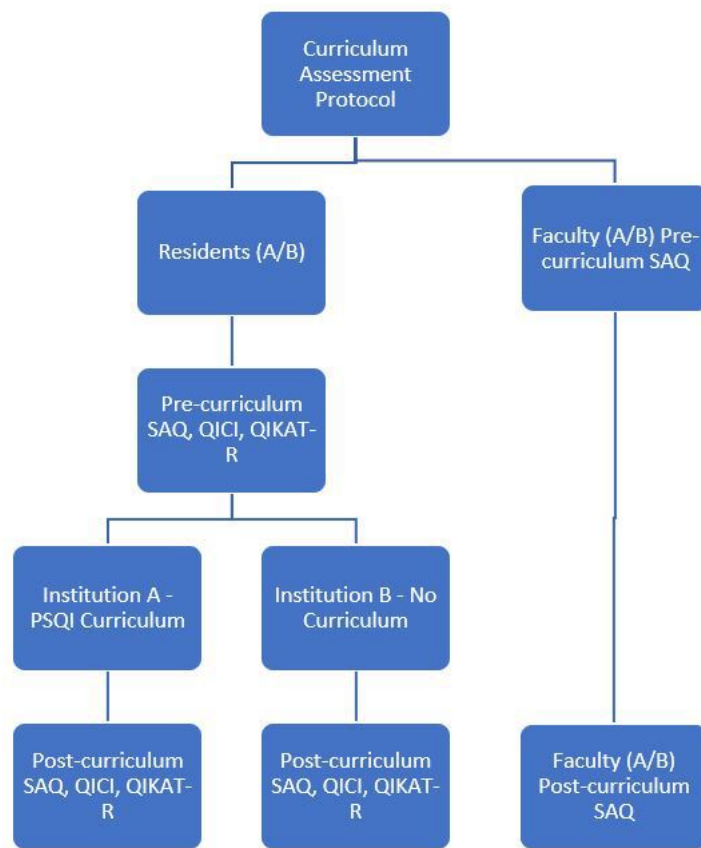 Curriculum
Assessment
Protocol
Residents (A/B)
Faculty (A/B) Pre-
curriculum SAQ
Pre-curriculum
SAQ, QICI, QIKAT-
R
Institution A -
PSQI Curriculum
Institution B - No
Curriculum
Post-curriculum
SAQ, QICI, QIKAT-
R
Post-curriculum
SAQ, QICI, QIKAT-
R
Faculty (A/B)
Post-curriculum
SAQ